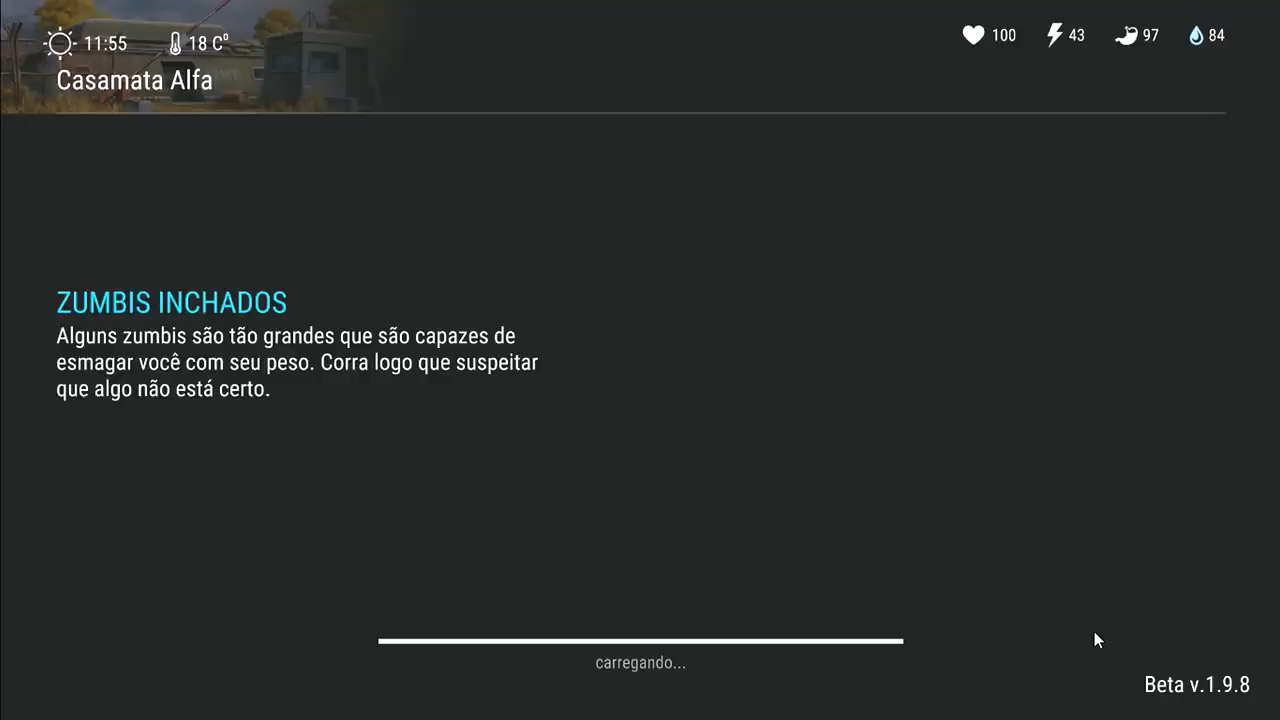 11:55 18 Cº
100 43 97 84
Casamata Alfa
ZUMBIS INCHADOS
Alguns zumbis são tão grandes que são capazes de
esmagar você com seu peso. Corra logo que suspeitar
que algo não está certo.
carregando...
Beta v.1.9.8